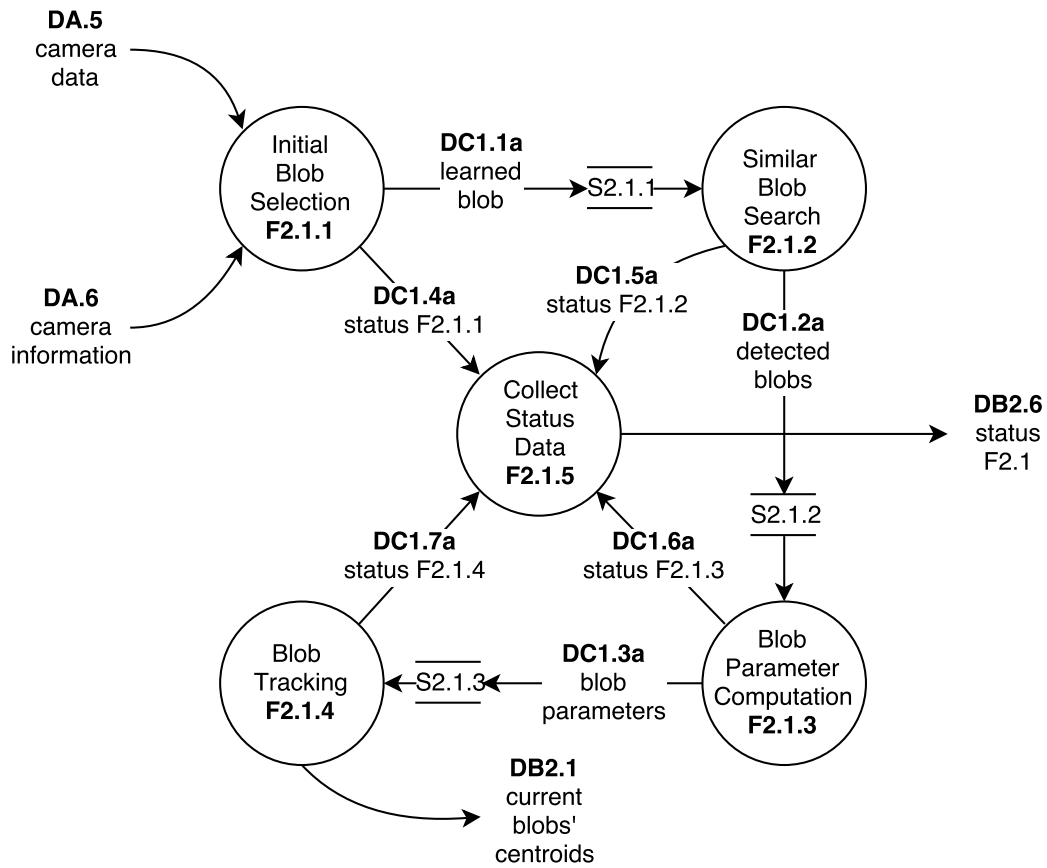 DA.5
camera
data
Initial
Blob
Selection
F2.1.1
DC1.1a
learned
blob
S2.1.1
Similar
Blob
Search
F2.1.2
DA.6
camera
information
DC1.4a
status F2.1.1
DC1.5a
status F2.1.2
DC1.2a
detected
blobs
Collect
Status
Data
F2.1.5
DB2.6
status
F2.1
S2.1.2
DC1.7a
status F2.1.4
DC1.6a
status F2.1.3
Blob
Tracking
F2.1.4
S2.1.3
DC1.3a
blob
parameters
Blob
Parameter
Computation
F2.1.3
DB2.1
current
blobs'
centroids